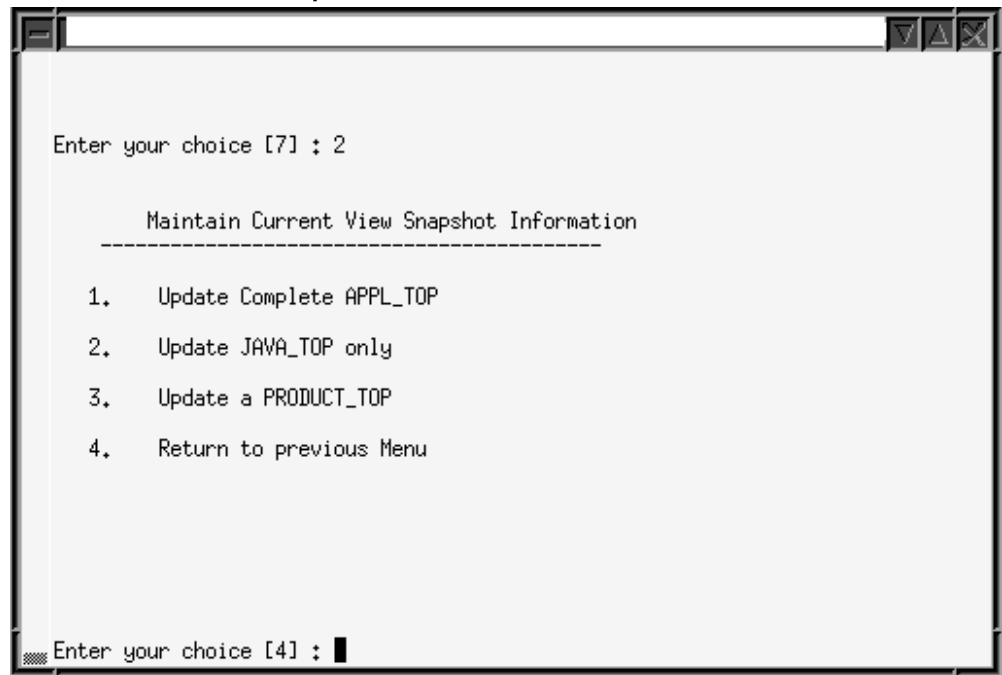 Enter your choice [7] : 2
Maintain Current View Snapshot Information
-------------------------------------------
1.    Update Complete APPL_TOP
2.    Update JAVA_TOP only
3.    Update a PRODUCT_TOP
4.    Return to previous Menu
Enter your choice [4] :